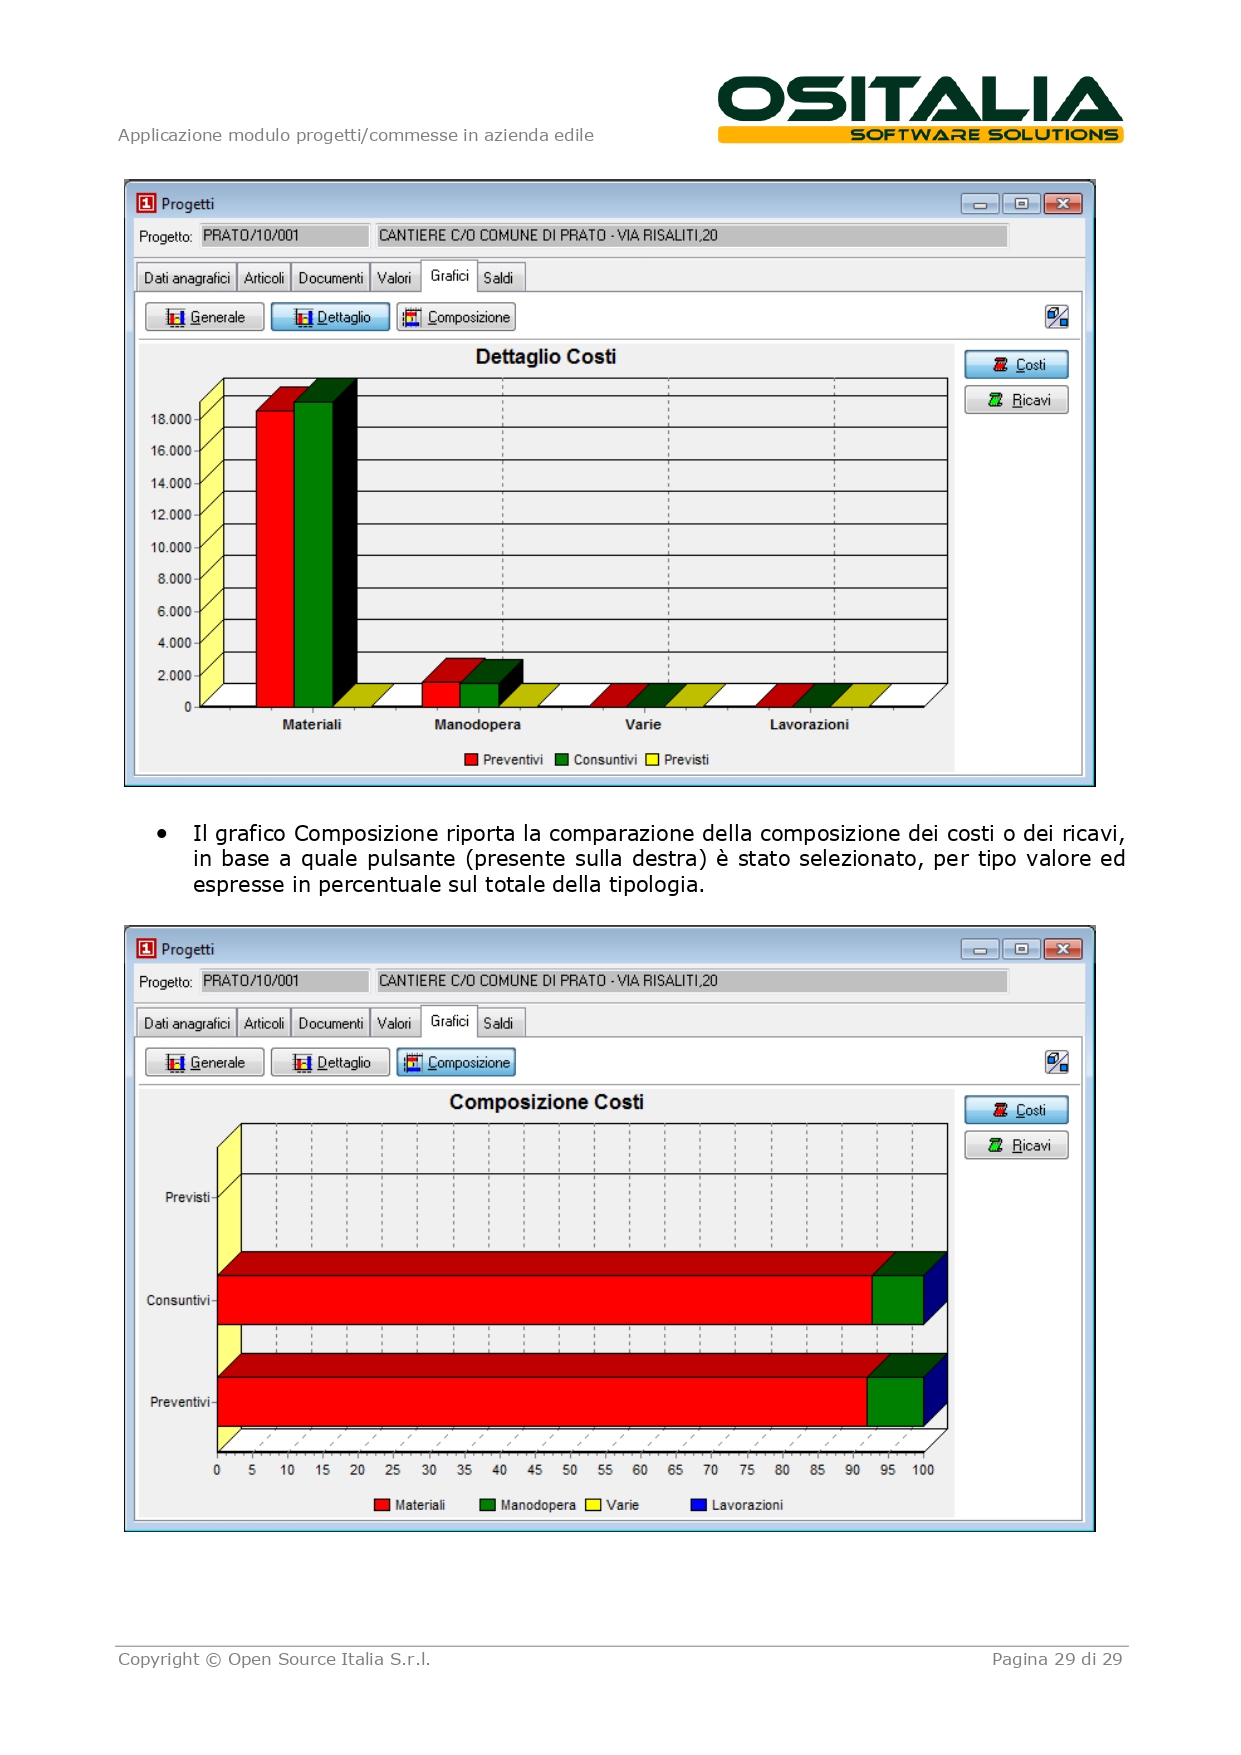 OSITALIA
SOFTWARE SOLUTIONS
Applicazione modulo progetti/commesse in azienda edile
1 Progetti
Progetto: PRATO/10/001 CANTIERE C/O COMUNE DI PRATO - VIA RISALITI,20
Dati anagrafici Articoli Documenti Valori Grafici Saldi
Generale Dettaglio Composizione
Dettaglio Costi
Costi
Ricavi
18.000
16.000
14.000
12.000
10.000
8.000
6.000
4.000
2.000
0
Materiali Manodopera Varie Lavorazioni
Preventivi Consuntivi Previsti
• Il grafico Composizione riporta la comparazione della composizione dei costi o dei ricavi,
in base a quale pulsante (presente sulla destra) è stato selezionato, per tipo valore ed
espresse in percentuale sul totale della tipologia.
1 Progetti
Progetto: PRATO/10/001 CANTIERE C/O COMUNE DI PRATO - VIA RISALITI,20
Dati anagrafici Articoli Documenti Valori Grafici Saldi
Generale Dettaglio Composizione
Composizione Costi
Costi
Ricavi
Previsti
Consuntivi
Preventivi
0 5 10 15 20 25 30 35 40 45 50 55 60 65 70 75 80 85 90 95 100
Materiali Manodopera Varie Lavorazioni
Copyright © Open Source Italia S.r.l. Pagina 29 di 29